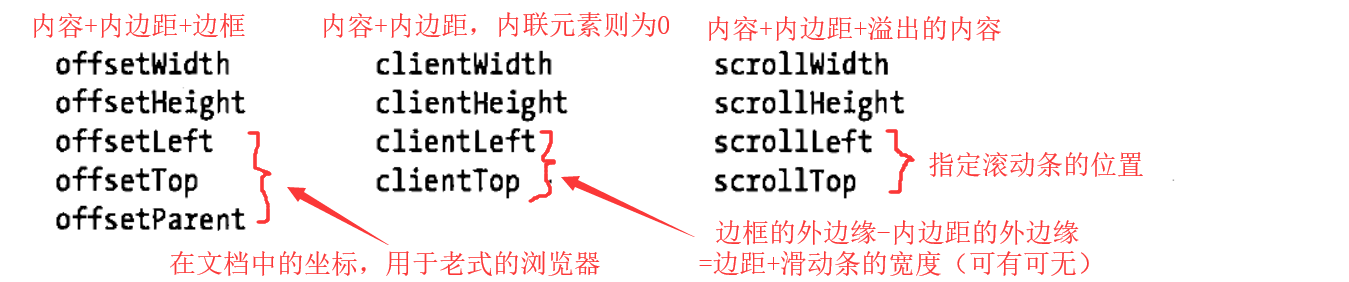 内容+内边距+边框
offsetWidth
offsetHeight
offsetLeft
offsetTop
offsetParent
在文档中的坐标，用于老式的浏览器
内容+内边距，内联元素则为0
clientWidth
clientHeight
clientLeft
clientTop
边框的外边缘-内边距的外边缘
=边距+滑动条的宽度（可有可无）
内容+内边距+溢出的内容
scrollWidth
scrollHeight
scrollLeft
scrollTop
指定滚动条的位置